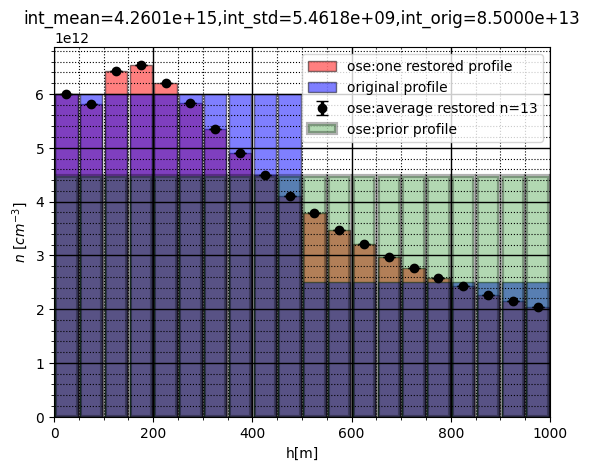 int_mean=4.2601e+15,int_std=5.4618e+09,int_orig=8.5000e+13
1e12
ose:one restored profile
original profile
ose:average restored n=13
ose:prior profile
6
5
4
3
2
1
0
n [cm⁻³]
0 200 400 600 800 1000
h[m]